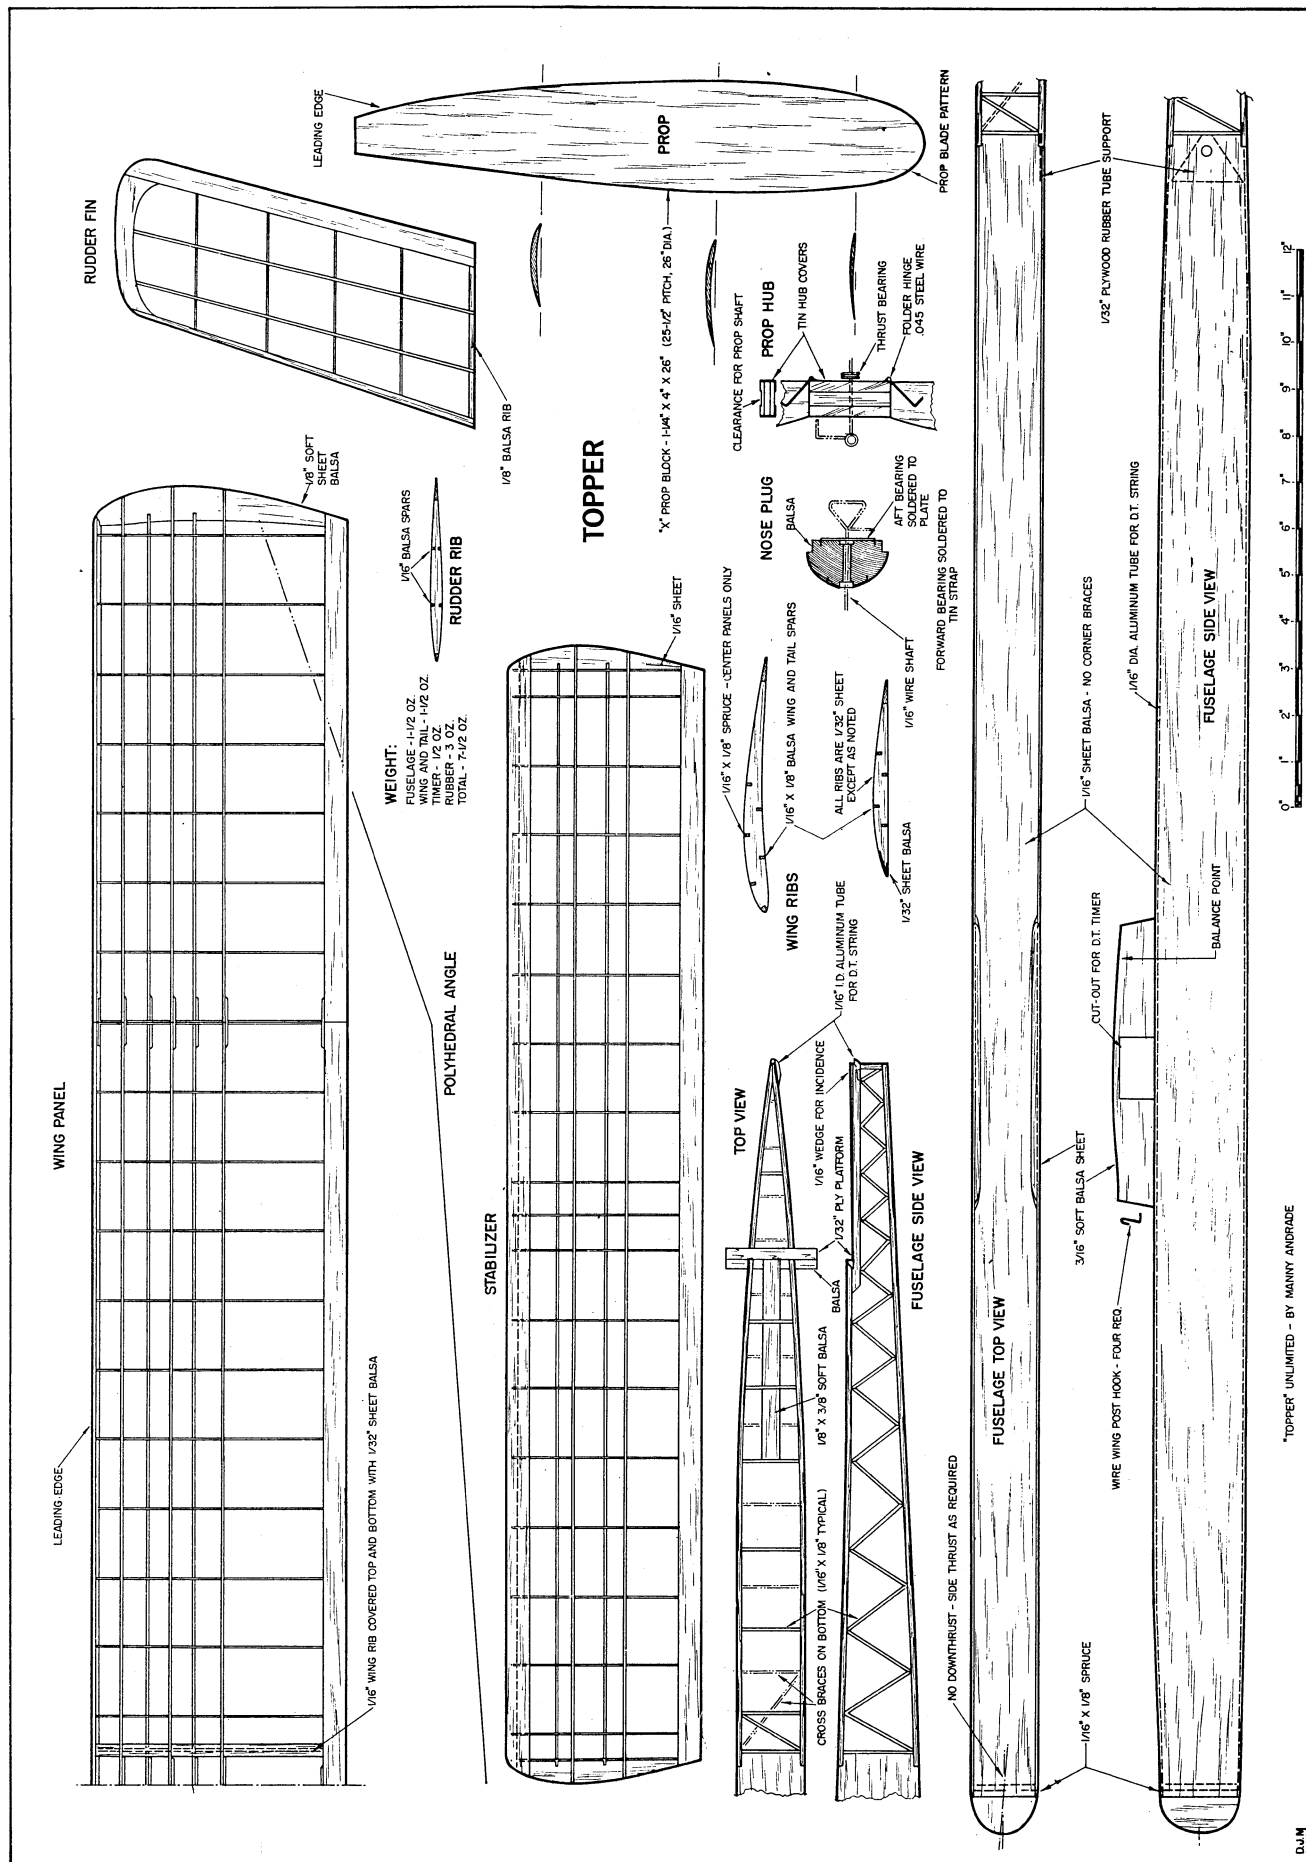 WING PANEL
LEADING EDGE
1/16" WING RIB COVERED TOP AND BOTTOM WITH 1/32" SHEET BALSA
1/8" SOFT
SHEET
BALSA
POLYHEDRAL ANGLE
RUDDER FIN
1/8" BALSA RIB
1/16" BALSA SPARS
RUDDER RIB
WEIGHT:
FUSELAGE - 1-1/2 OZ.
WING AND TAIL - 1-1/2 OZ.
TIMER - 1/2 OZ.
RUBBER - 3 OZ.
TOTAL - 7-1/2 OZ.
LEADING EDGE
PROP
PROP BLADE PATTERN
TOPPER
"X" PROP BLOCK - 1-1/4" X 4" X 26" (25-1/2" PITCH, 26" DIA.)
STABILIZER
1/16" SHEET
CLEARANCE FOR PROP SHAFT
PROP HUB
TIN HUB COVERS
THRUST BEARING
FOLDER HINGE
.045 STEEL WIRE
NOSE PLUG
BALSA
AFT BEARING
SOLDERED TO
PLATE
FORWARD BEARING SOLDERED TO
TIN STRAP
1/16" WIRE SHAFT
1/16" X 1/8" SPRUCE - CENTER PANELS ONLY
1/16" X 1/8" BALSA WING AND TAIL SPARS
ALL RIBS ARE 1/32" SHEET
EXCEPT AS NOTED
WING RIBS
1/32" SHEET BALSA
TOP VIEW
1/16" I.D. ALUMINUM TUBE
FOR D.T. STRING
1/16" WEDGE FOR INCIDENCE
1/32" PLY PLATFORM
BALSA
1/8" X 3/8" SOFT BALSA
CROSS BRACES ON BOTTOM (1/16" X 1/8" TYPICAL)
FUSELAGE SIDE VIEW
NO DOWNTHRUST - SIDE THRUST AS REQUIRED
FUSELAGE TOP VIEW
1/32" PLYWOOD RUBBER TUBE SUPPORT
1/16" SHEET BALSA - NO CORNER BRACES
3/16" SOFT BALSA SHEET
1/16" X 1/8" SPRUCE
WIRE WING POST HOOK - FOUR REQ.
CUT-OUT FOR D.T. TIMER
BALANCE POINT
1/16" DIA. ALUMINUM TUBE FOR D.T. STRING
FUSELAGE SIDE VIEW
0" 1" 2" 3" 4" 5" 6" 7" 8" 9" 10" 11" 12"
"TOPPER" UNLIMITED - BY MANNY ANDRADE
D.J.M